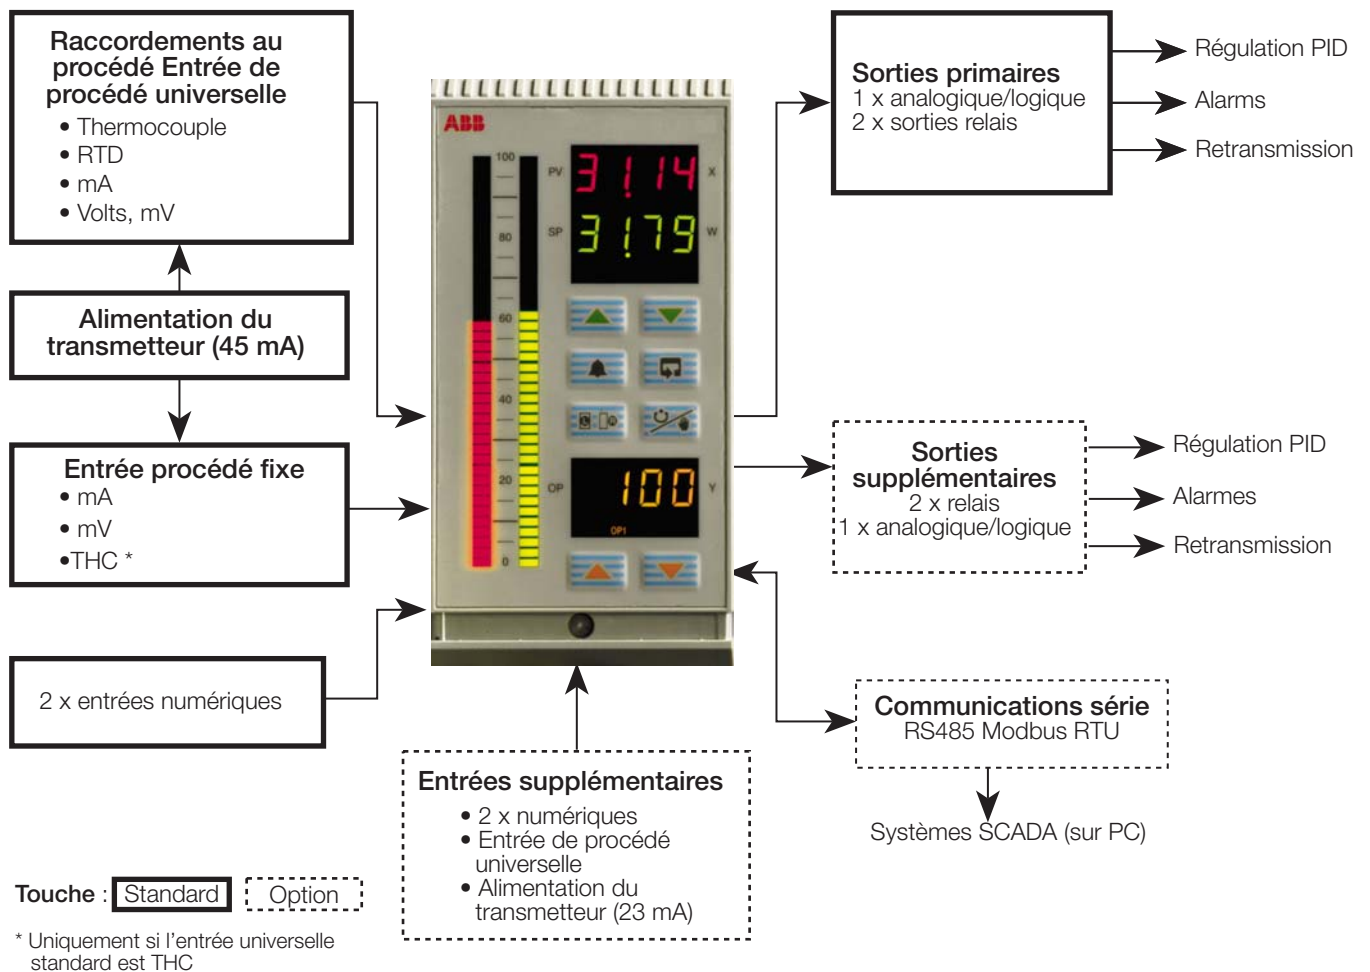 Raccordements au
procédé Entrée de
procédé universelle
• Thermocouple
• RTD
• mA
• Volts, mV
Alimentation du
transmetteur (45 mA)
Entrée procédé fixe
• mA
• mV
•THC *
2 x entrées numériques
ABB
100
80
60
40
20
0
PV
31.14
X
SP
31.79
W
OP
100
Y
OP1
Sorties primaires
1 x analogique/logique
2 x sorties relais
Régulation PID
Alarms
Retransmission
Sorties
supplémentaires
2 x relais
1 x analogique/logique
Régulation PID
Alarmes
Retransmission
Communications série
RS485 Modbus RTU
Systèmes SCADA (sur PC)
Entrées supplémentaires
• 2 x numériques
• Entrée de procédé
universelle
• Alimentation du
transmetteur (23 mA)
Touche : Standard Option
* Uniquement si l'entrée universelle
standard est THC